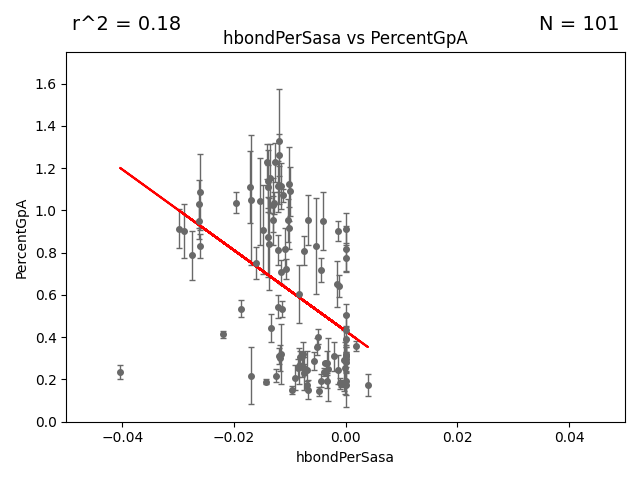 r^2 = 0.18
N = 101
hbondPerSasa vs PercentGpA
1.6
1.4
1.2
1.0
0.8
0.6
0.4
0.2
0.0
PercentGpA
−0.04
−0.02
0.00
0.02
0.04
hbondPerSasa